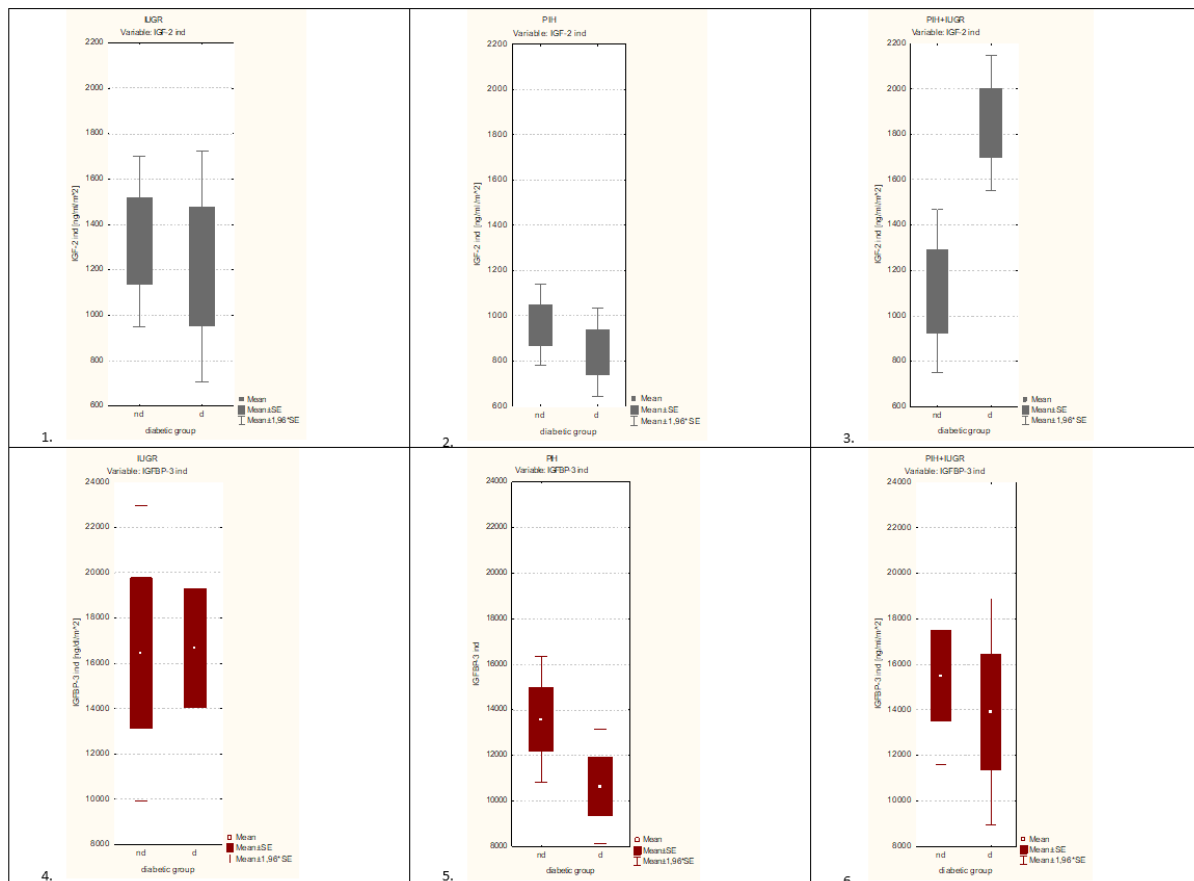 IUGR
Variable: IGF-2 ind
2200
2000
1800
1600
1400
1200
1000
800
600
IGF-2 ind [ng/ml/m^2]
nd d
diabetic group
Mean
Mean±SE
Mean±1,96*SE
1.
PIH
Variable: IGF-2 ind
2200
2000
1800
1600
1400
1200
1000
800
600
IGF-2 ind [ng/ml/m^2]
nd d
diabetic group
Mean
Mean±SE
Mean±1,96*SE
2.
PIH+IUGR
Variable: IGF-2 ind
2200
2000
1800
1600
1400
1200
1000
800
600
IGF-2 ind [ng/ml/m^2]
nd d
diabetic group
Mean
Mean±SE
Mean±1,96*SE
3.
IUGR
Variable: IGFBP-3 ind
24000
22000
20000
18000
16000
14000
12000
10000
8000
IGFBP-3 ind [ng/dl/m^2]
nd d
diabetic group
Mean
Mean±SE
Mean±1,96*SE
4.
PIH
Variable: IGFBP-3 ind
24000
22000
20000
18000
16000
14000
12000
10000
8000
IGFBP-3 ind
nd d
diabetic group
Mean
Mean±SE
Mean±1,96*SE
5.
PIH+IUGR
Variable: IGFBP-3 ind
24000
22000
20000
18000
16000
14000
12000
10000
8000
IGFBP-3 ind [ng/ml/m^2]
nd d
diabetic group
Mean
Mean±SE
Mean±1,96*SE
6.